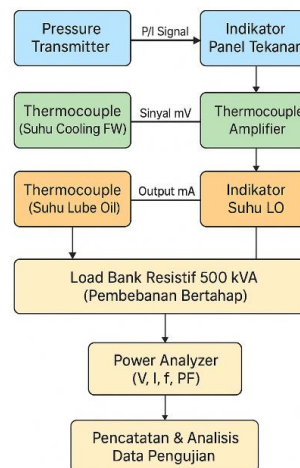 Pressure
Transmitter
P/I Signal
Indikator
Panel Tekanan
Thermocouple
(Suhu Cooling FW)
Sinyal mV
Thermocouple
Amplifier
Thermocouple
(Suhu Lube Oil)
Output mA
Indikator
Suhu LO
Load Bank Resistif 500 kVA
(Pembebanan Bertahap)
Power Analyzer
(V, I, f, PF)
Pencatatan & Analisis
Data Pengujian